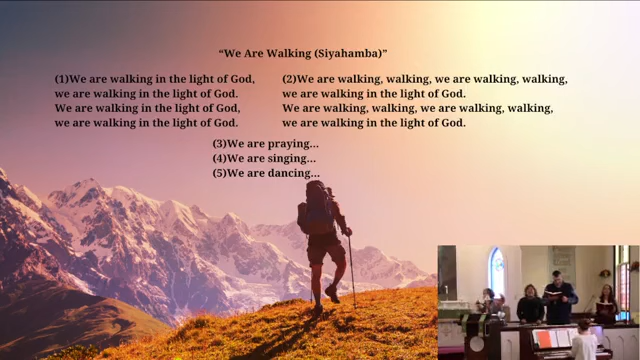 “We Are Walking (Siyahamba)”
(1)We are walking in the light of God,
we are walking in the light of God.
We are walking in the light of God,
we are walking in the light of God.
(2)We are walking, walking, we are walking, walking,
we are walking in the light of God.
We are walking, walking, we are walking, walking,
we are walking in the light of God.
(3)We are praying...
(4)We are singing...
(5)We are dancing...